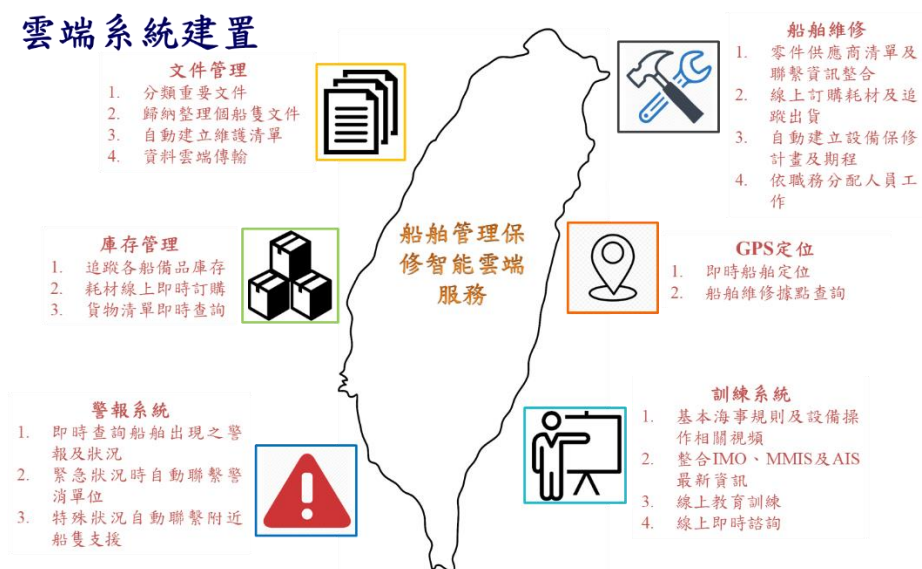 雲端系統建置
文件管理
1. 分類重要文件
2. 歸納整理個船隻文件
3. 自動建立維護清單
4. 資料雲端傳輸
船舶維修
1. 零件供應商清單及
聯繫資訊整合
2. 線上訂購耗材及追
蹤出貨
3. 自動建立設備保修
計畫及期程
4. 依職務分配人員工
作
船舶管理保
修智能雲端
服務
庫存管理
1. 追蹤各船備品庫存
2. 耗材線上即時訂購
3. 貨物清單即時查詢
GPS定位
1. 即時船舶定位
2. 船舶維修據點查詢
警報系統
1. 即時查詢船舶出現之警
報及狀況
2. 緊急狀況時自動聯繫警
消單位
3. 特殊狀況自動聯繫附近
船隻支援
訓練系統
1. 基本海事規則及設備操
作相關視頻
2. 整合IMO、MMIS及AIS
最新資訊
3. 線上教育訓練
4. 線上即時諮詢